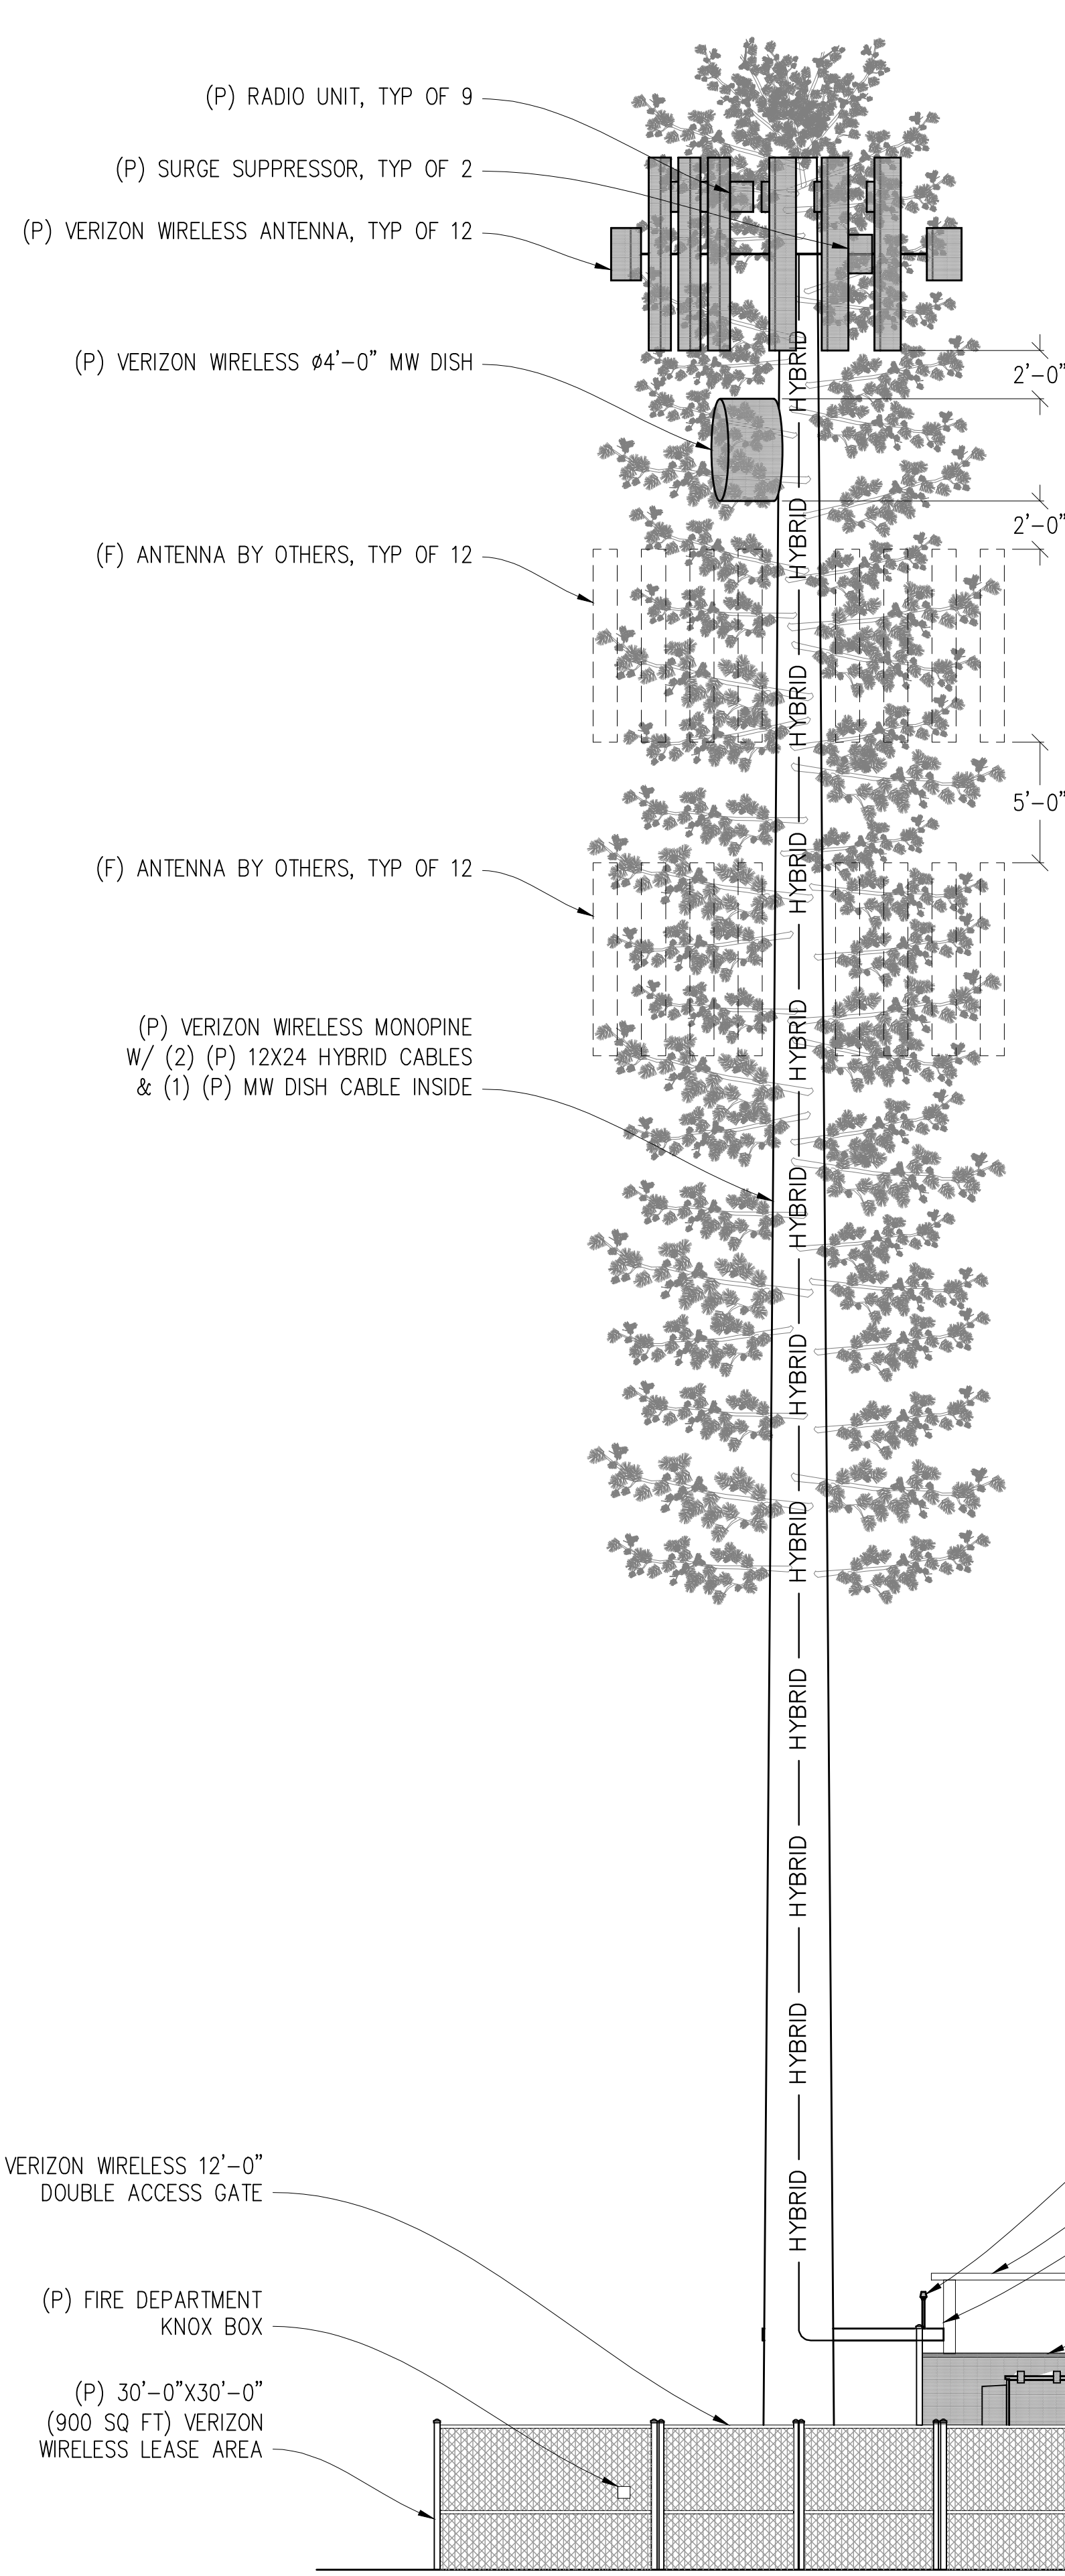 (P) RADIO UNIT, TYP OF 9
(P) SURGE SUPPRESSOR, TYP OF 2
(P) VERIZON WIRELESS ANTENNA, TYP OF 12
(P) VERIZON WIRELESS ø4'-0" MW DISH
2'-0"
2'-0"
(F) ANTENNA BY OTHERS, TYP OF 12
5'-0"
(F) ANTENNA BY OTHERS, TYP OF 12
(P) VERIZON WIRELESS MONOPINE
W/ (2) (P) 12X24 HYBRID CABLES
& (1) (P) MW DISH CABLE INSIDE
HYBRID
HYBRID
HYBRID
HYBRID
HYBRID
HYBRID
HYBRID
HYBRID
HYBRID
HYBRID
HYBRID
HYBRID
VERIZON WIRELESS 12'-0"
DOUBLE ACCESS GATE
(P) FIRE DEPARTMENT
KNOX BOX
(P) 30'-0"X30'-0"
(900 SQ FT) VERIZON
WIRELESS LEASE AREA